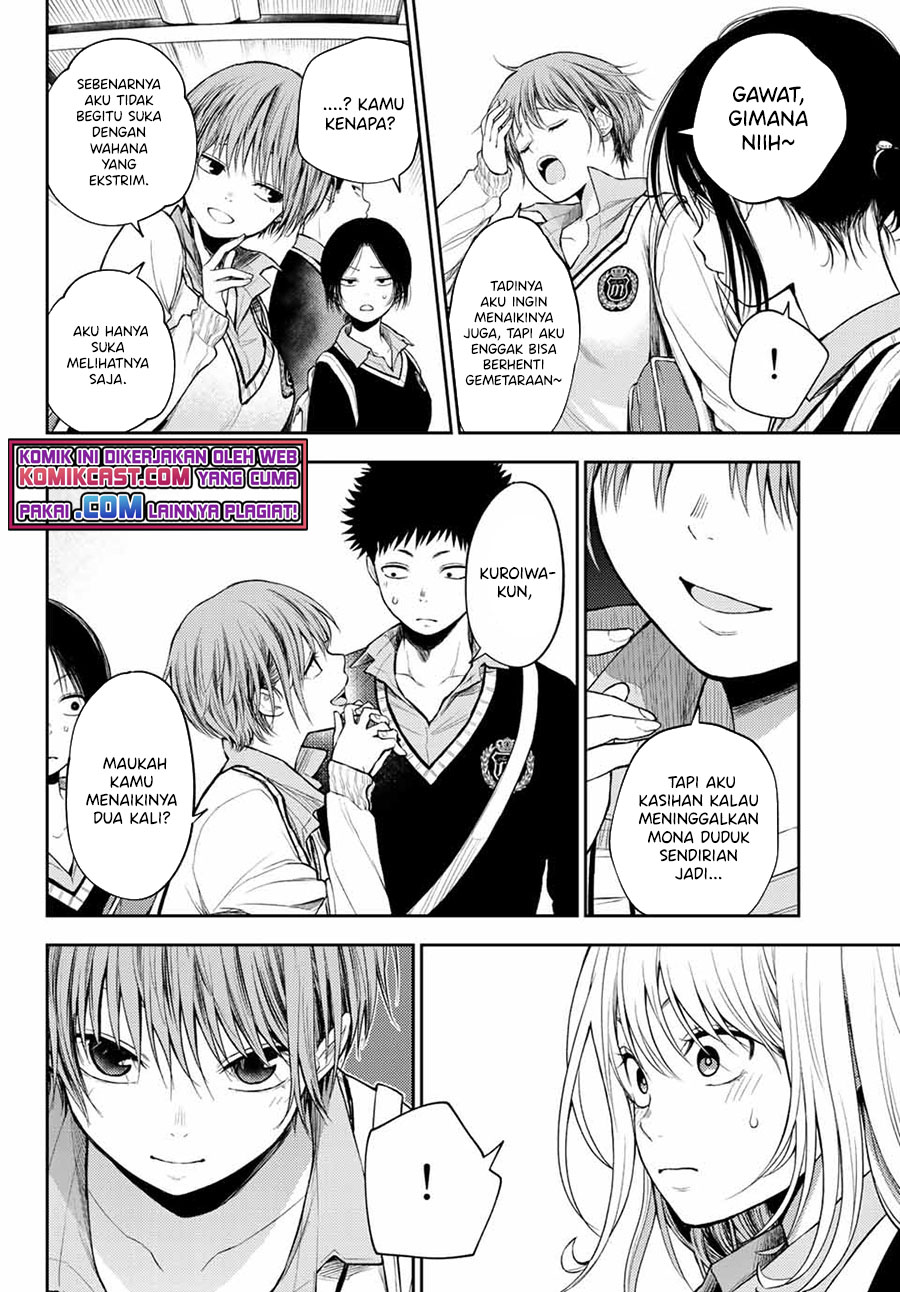 GAWAT,
GIMANA
NIIH~
!
TADINYA
AKU INGIN
MENAIKINYA
JUGA, TAPI AKU
ENGGAK BISA
BERHENTI
GEMETARAAN~
....? KAMU
KENAPA?
SEBENARNYA
AKU TIDAK
BEGITU SUKA
DENGAN
WAHANA
YANG
EKSTRIM.
AKU HANYA
SUKA
MELIHATNYA
SAJA.
KOMIK INI DIKERJAKAN OLEH WEB
KOMIKCAST.COM YANG CUMA
PAKAI .COM LAINNYA PLAGIAT!
TAPI AKU
KASIHAN KALAU
MENINGGALKAN
MONA DUDUK
SENDIRIAN
JADI...
KUROIWA-
KUN,
MAUKAH
KAMU
MENAIKINYA
DUA KALI?
!